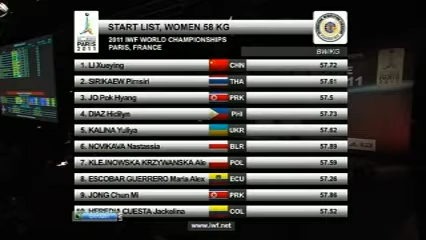 START LIST, WOMEN 58 KG
2011 IWF WORLD CHAMPIONSHIPS
PARIS, FRANCE
PARIS
2011
BW/KG
1. LI Xueying CHN 57.72
2. SIRIKAEW Pimsiri THA 57.61
3. JO Pok Hyang PRK 57.5
4. DIAZ Hidilyn PHI 57.73
5. KALINA Yuliya UKR 57.62
6. NOVIKAVA Nastassia BLR 57.89
7. KLEJNOWSKA KRZYWANSKA Ale POL 57.59
8. ESCOBAR GUERRERO Maria Alex ECU 57.26
9. JONG Chun Mi PRK 57.86
10. HEREDIA CUESTA Jackelina COL 57.52
www.iwf.net